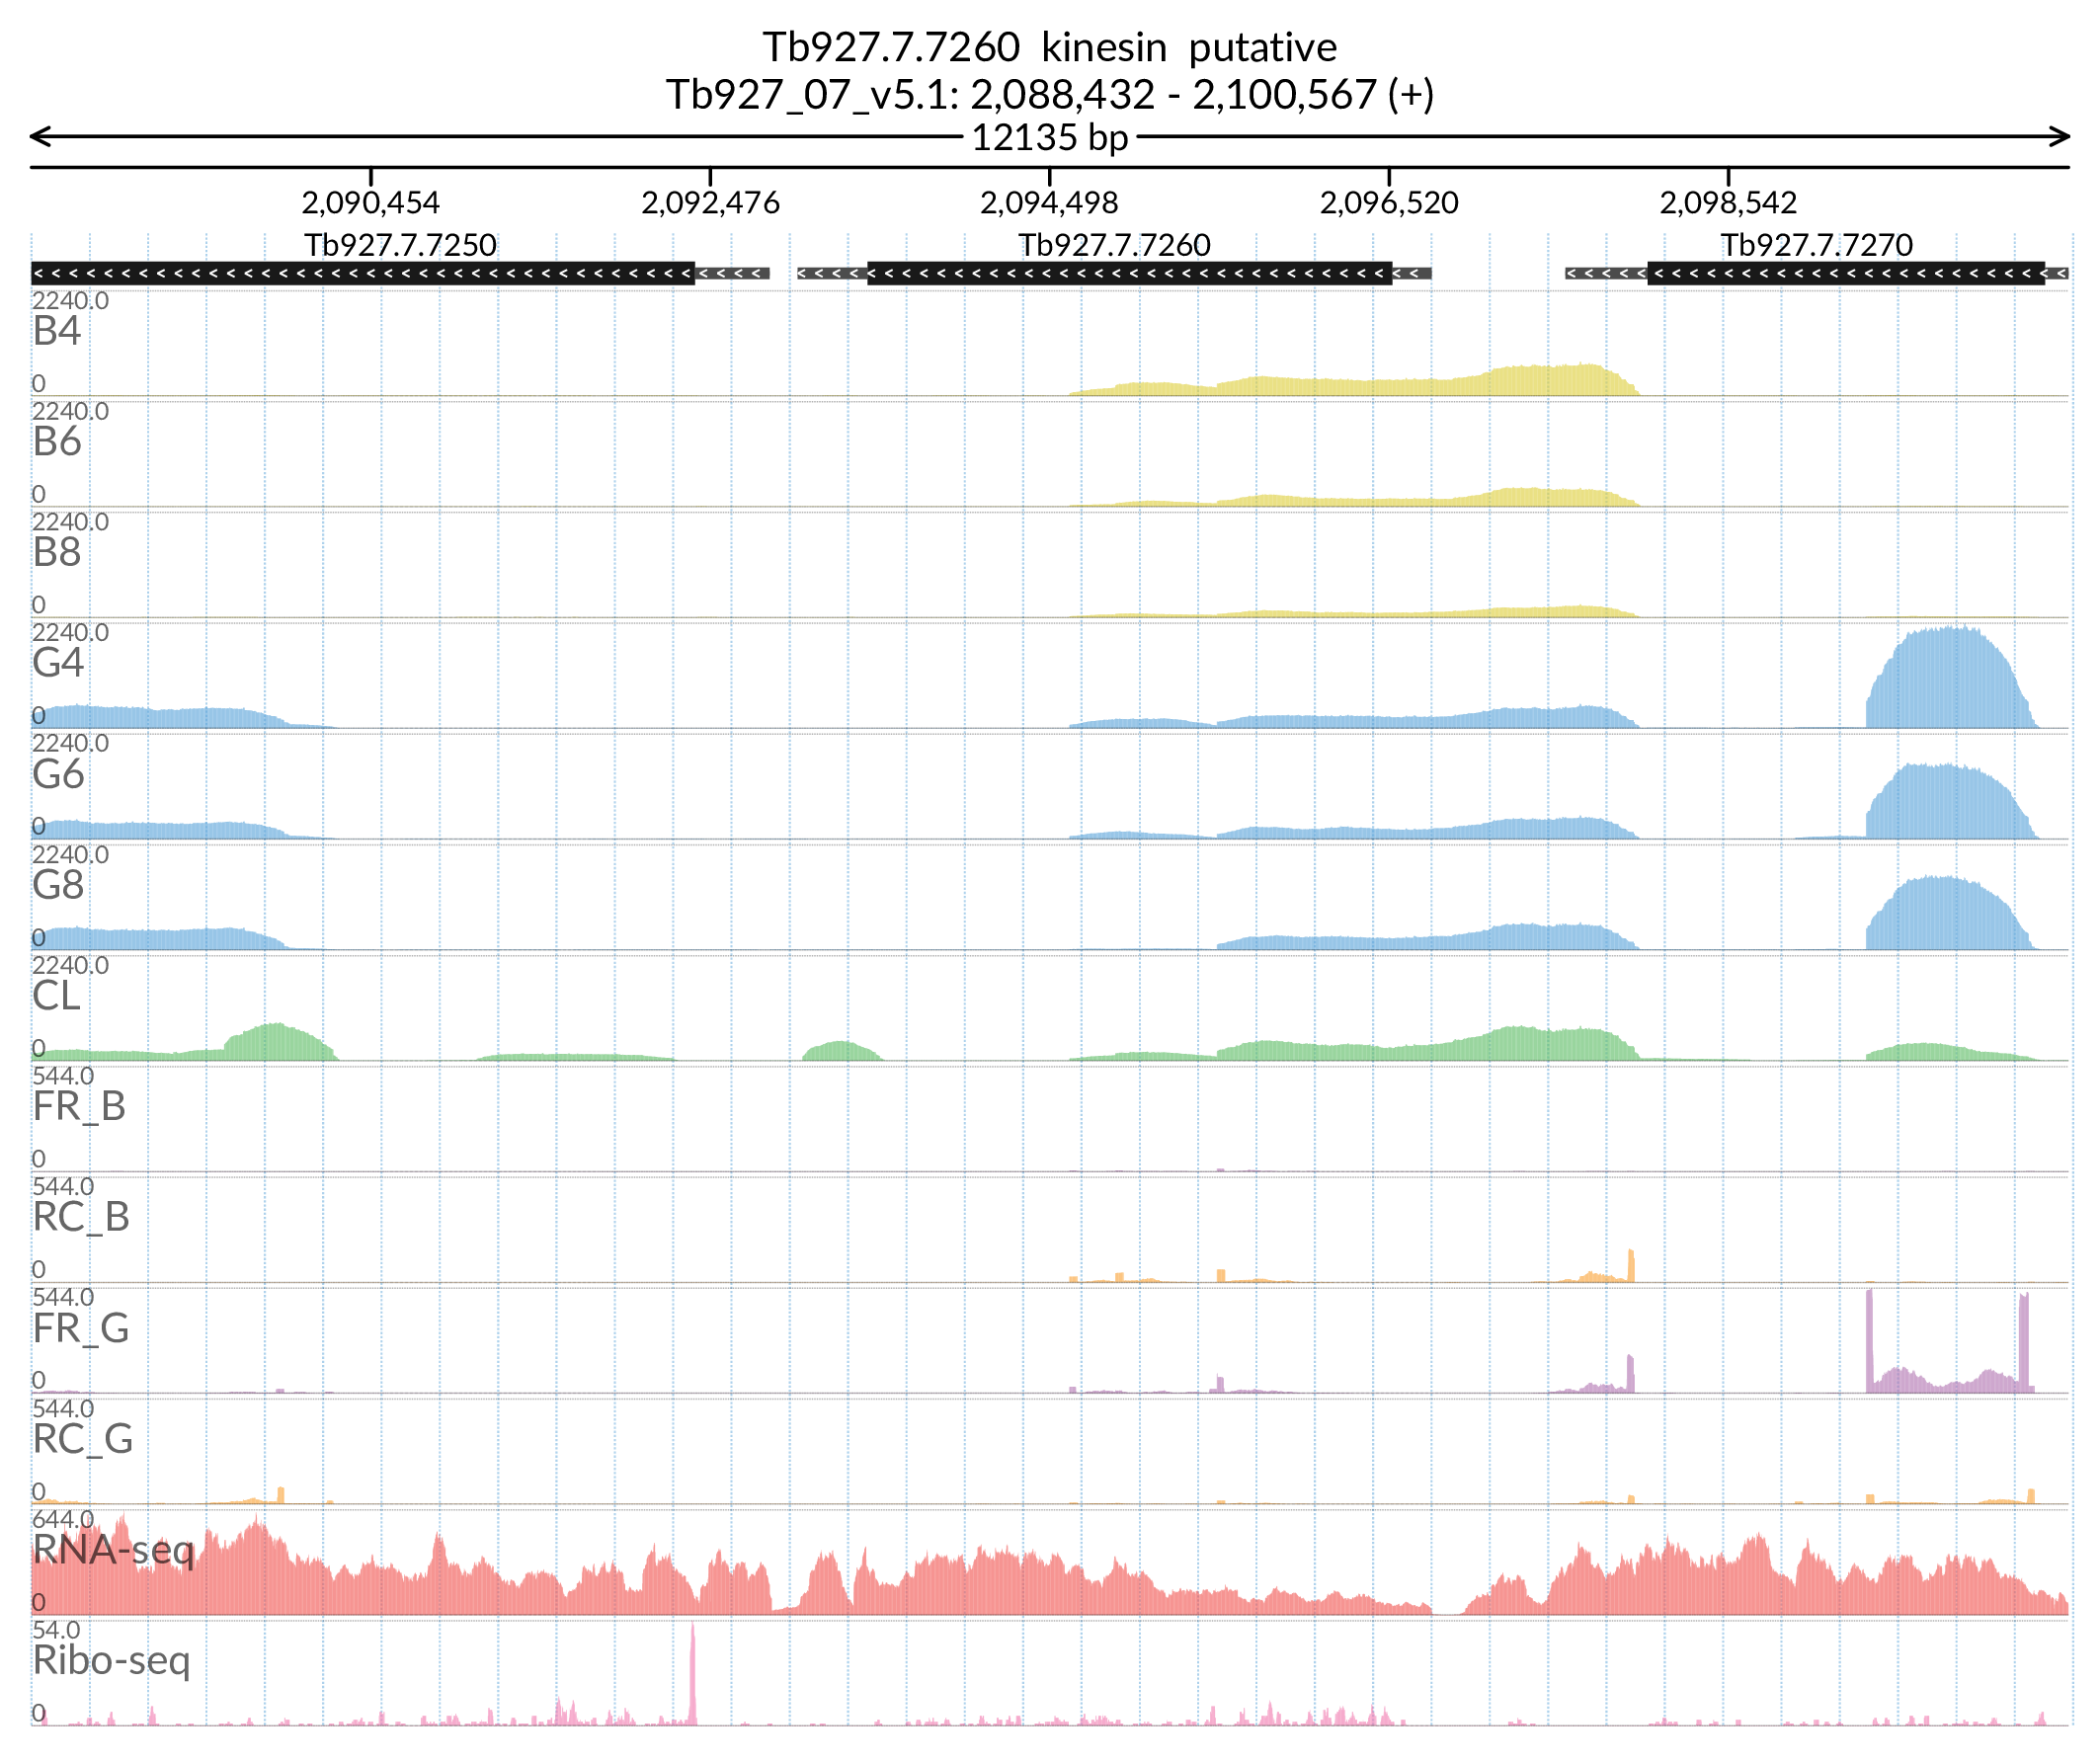 Tb927.7.7260 kinesin putative
Tb927_07_v5.1: 2,088,432 - 2,100,567 (+)
12135 bp
2,090,454 2,092,476 2,094,498 2,096,520 2,098,542
Tb927.7.7250 Tb927.7.7260 Tb927.7.7270
2240.0
B4
0
2240.0
B6
0
2240.0
B8
0
2240.0
G4
0
2240.0
G6
0
2240.0
G8
0
2240.0
CL
0
544.0
FR_B
0
544.0
RC_B
0
544.0
FR_G
0
544.0
RC_G
0
644.0
RNA-seq
0
54.0
Ribo-seq
0